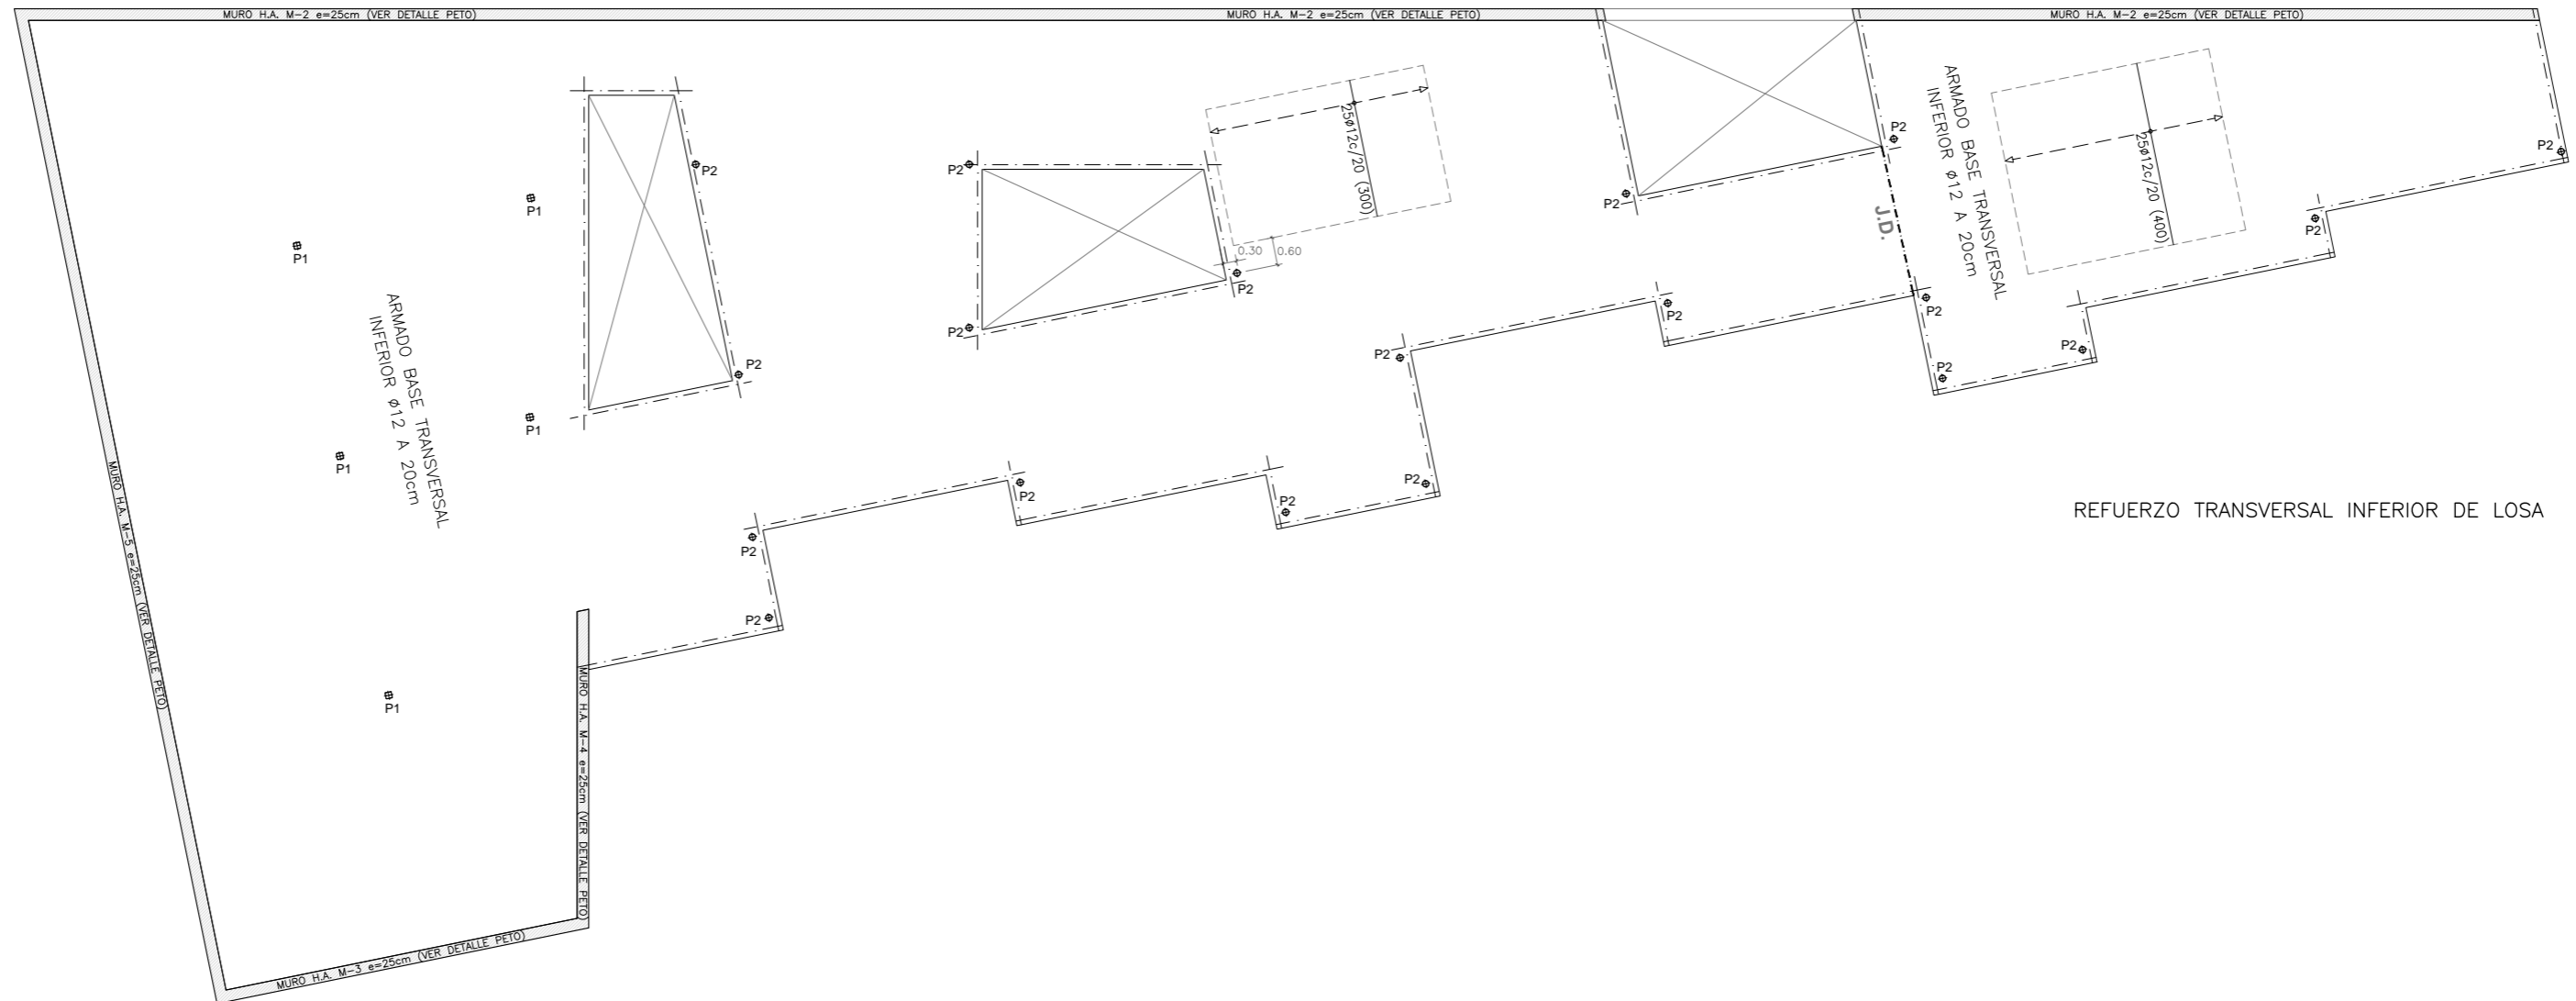 MURO H.A. M-2 e=25cm (VER DETALLE PETO)
MURO H.A. M-2 e=25cm (VER DETALLE PETO)
MURO H.A. M-2 e=25cm (VER DETALLE PETO)
25ø12c/20 (300)
ARMADO BASE TRANSVERSAL
INFERIOR ø12 A 20cm
25ø12c/20 (400)
P2
P2
P2
P2
P2
P1
P2
J.D.
P2
P1
0.30
0.60
P2
P2
P2
P2
ARMADO BASE TRANSVERSAL
INFERIOR ø12 A 20cm
P2
P2
P2
P2
P2
P1
P1
P2
P2
P2
MURO H.A. M-5 e=25cm (VER DETALLE PETO)
REFUERZO TRANSVERSAL INFERIOR DE LOSA
P2
P2
P1
MURO H.A. M-4 e=25cm (VER DETALLE PETO)
MURO H.A. M-3 e=25cm (VER DETALLE PETO)